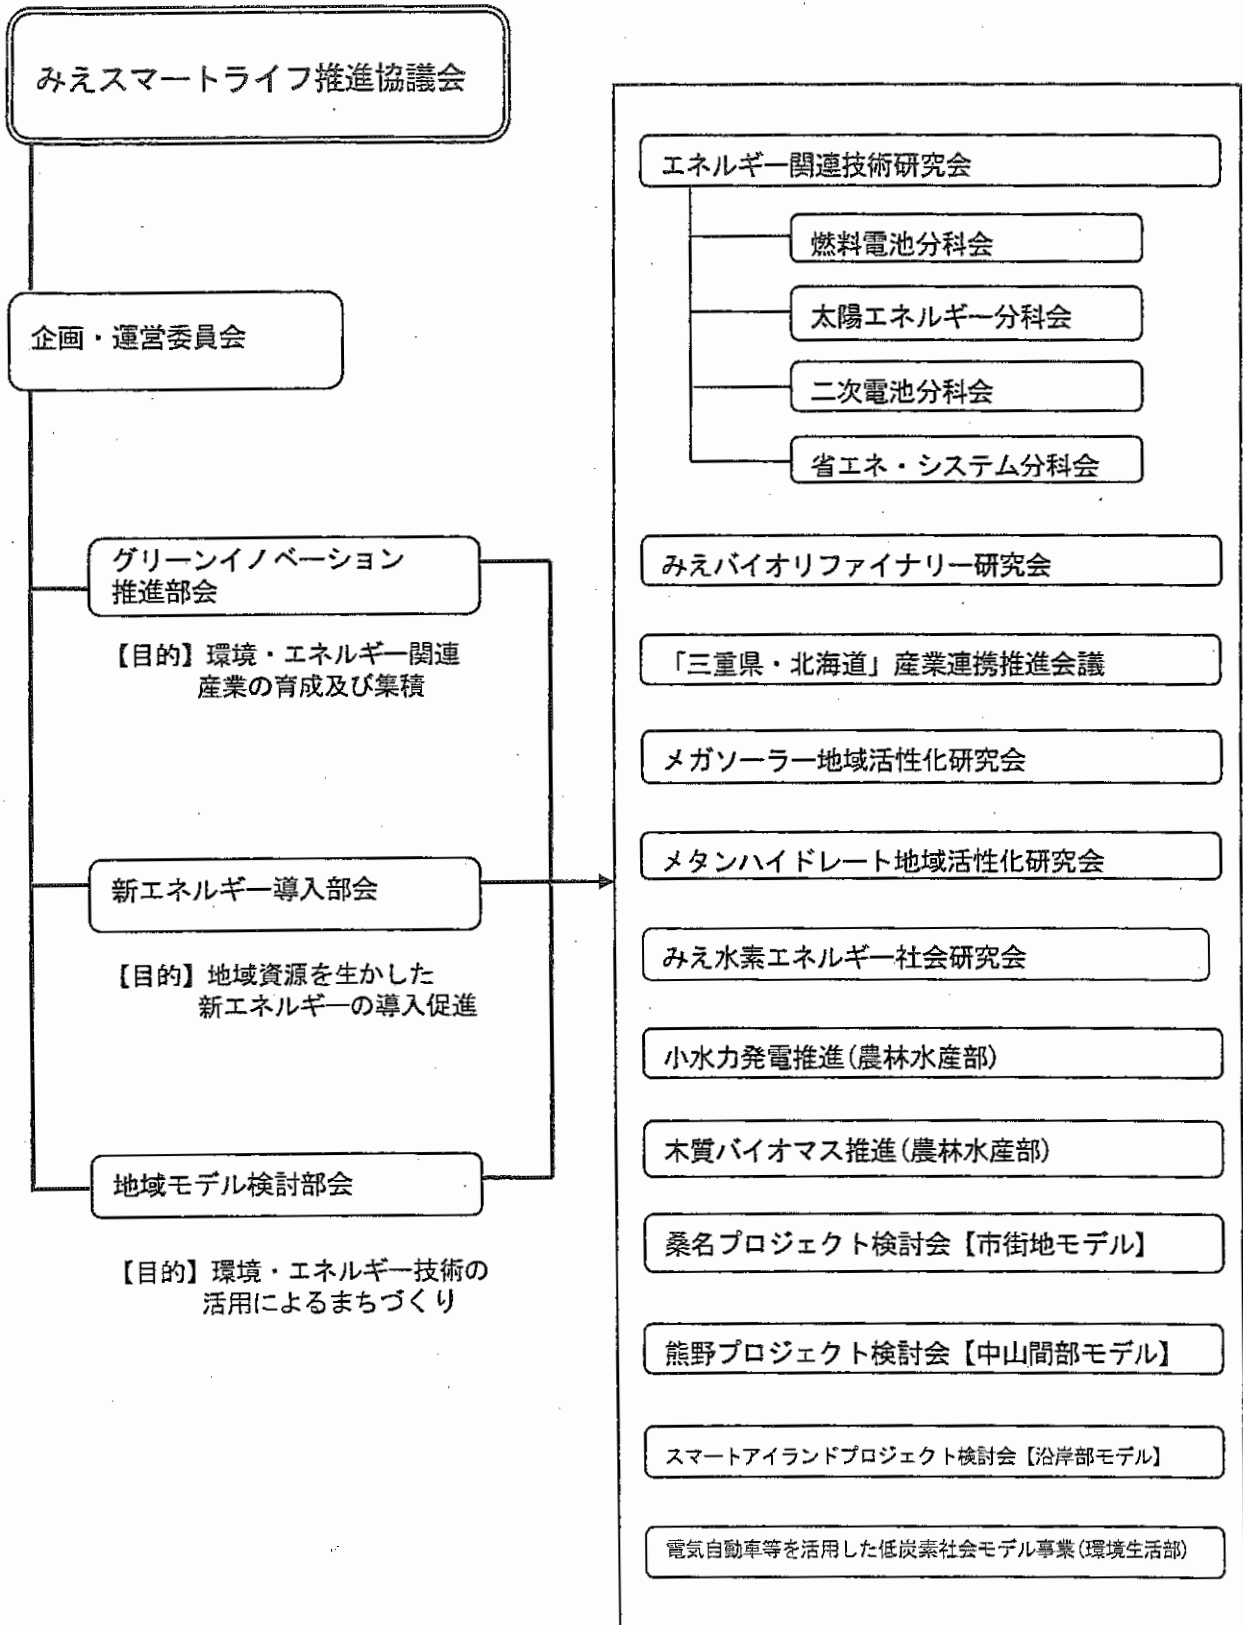 みえスマートライフ推進協議会
企画・運営委員会
グリーンイノベーション
推進部会
【目的】環境・エネルギー関連
産業の育成及び集積
新エネルギー導入部会
【目的】地域資源を生かした
新エネルギーの導入促進
地域モデル検討部会
【目的】環境・エネルギー技術の
活用によるまちづくり
エネルギー関連技術研究会
燃料電池分科会
太陽エネルギー分科会
二次電池分科会
省エネ・システム分科会
みえバイオリファイナリー研究会
「三重県・北海道」産業連携推進会議
メガソーラー地域活性化研究会
メタンハイドレート地域活性化研究会
みえ水素エネルギー社会研究会
小水力発電推進(農林水産部)
木質バイオマス推進(農林水産部)
桑名プロジェクト検討会【市街地モデル】
熊野プロジェクト検討会【中山間部モデル】
スマートアイランドプロジェクト検討会【沿岸部モデル】
電気自動車等を活用した低炭素社会モデル事業(環境生活部)